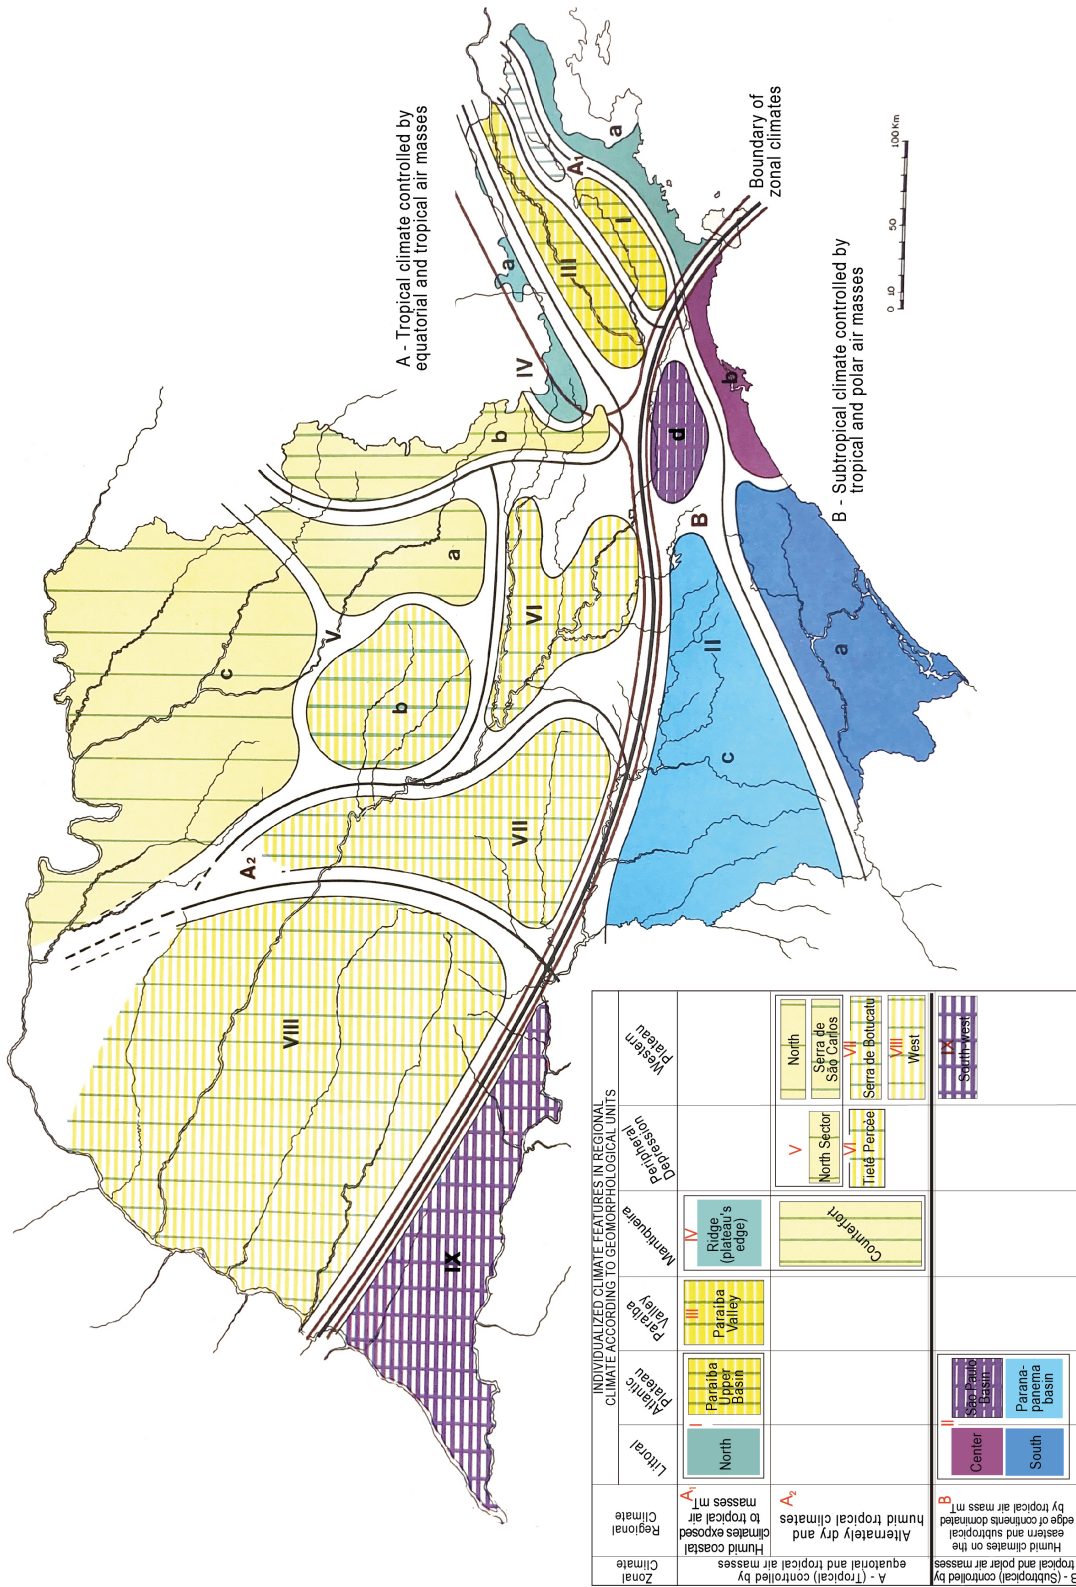 A - Tropical climate controlled by
equatorial and tropical air masses
Boundary of
zonal climates
B - Subtropical climate controlled by
tropical and polar air masses
0 10 50 100 Km
A₁
A₂
B
a
I
III
IV
a
b
b
d
V
a
b
c
VI
VII
VIII
IX
II
c
a
INDIVIDUALIZED CLIMATE FEATURES IN REGIONAL
CLIMATE ACCORDING TO GEOMORPHOLOGICAL UNITS
Zonal
Climate
Regional
Climate
Littoral
Atlantic
Plateau
Paraíba
Valley
Mantiqueira
Peripheral
Depression
Western
Plateau
A - (Tropical) controlled by
equatorial and tropical air masses
A₁
Humid coastal
climates exposed
to tropical air
masses mT
I
North
Paraíba
Upper
Basin
III
Paraíba
Valley
IV
Ridge
(plateau's
edge)
A₂
Alternately dry and
humid tropical climates
Counterfort
V
North Sector
VI
Tietê Percée
North
Serra de
São Carlos
VII
Serra de Botucatu
VIII
West
B - (Subtropical) controlled by
tropical and polar air masses
B
Humid climates on the
eastern and subtropical
edge of continents dominated
by tropical air mass mT
II
Center
South
São Paulo
Basin
Parana-
panema
basin
IX
South-west